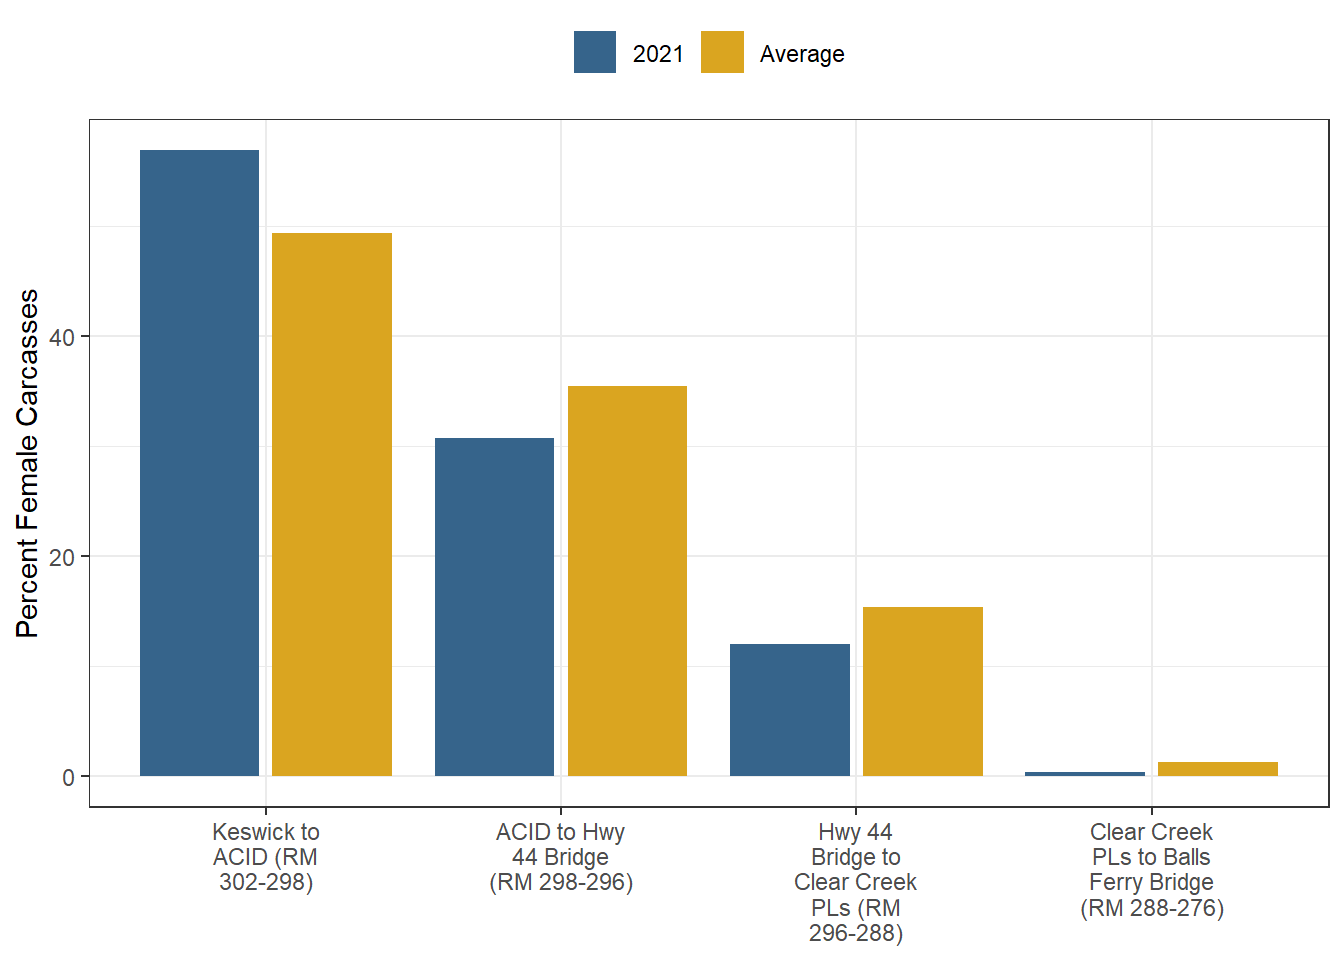 2021
Average
Percent Female Carcasses
40
20
0
Keswick to
ACID (RM
302-298)
ACID to Hwy
44 Bridge
(RM 298-296)
Hwy 44
Bridge to
Clear Creek
PLs (RM
296-288)
Clear Creek
PLs to Balls
Ferry Bridge
(RM 288-276)